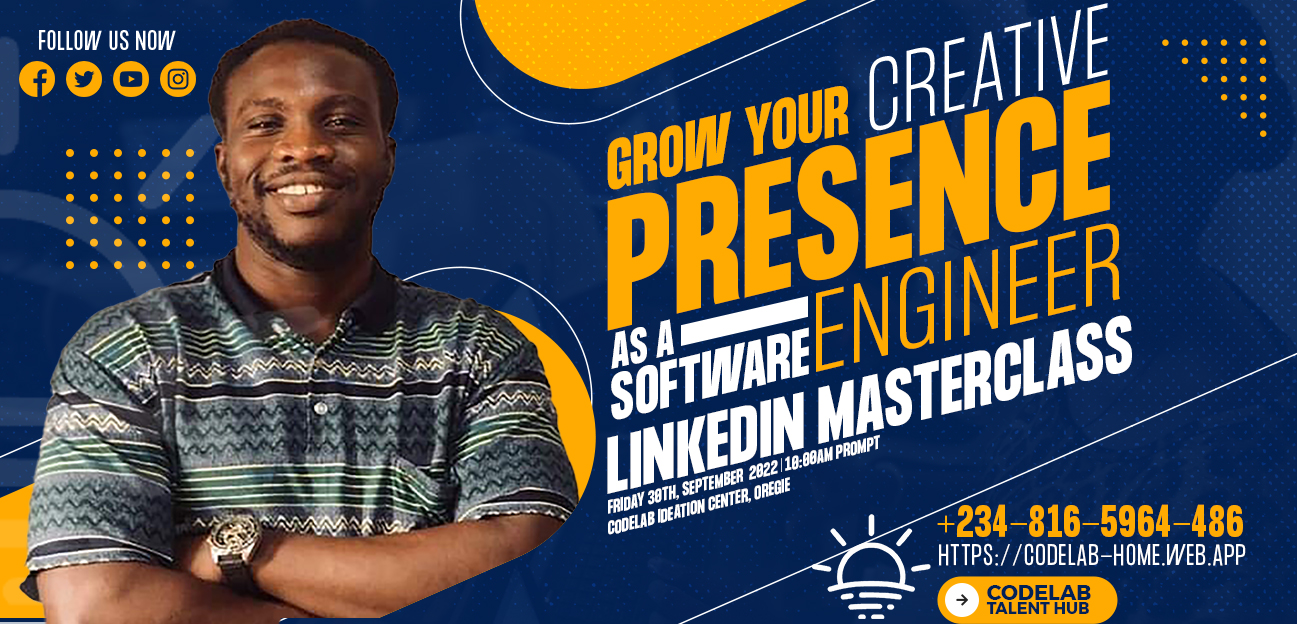 FOLLOW US NOW
GROW YOUR CREATIVE
PRESENCE
AS A
SOFTWARE ENGINEER
LINKEDIN MASTERCLASS
FRIDAY 30TH, SEPTEMBER 2022 | 10:00AM PROMPT
CODELAB IDEATION CENTER, OREGIE
+234-816-5964-486
HTTPS://CODELAB-HOME.WEB.APP
CODELAB
TALENT HUB